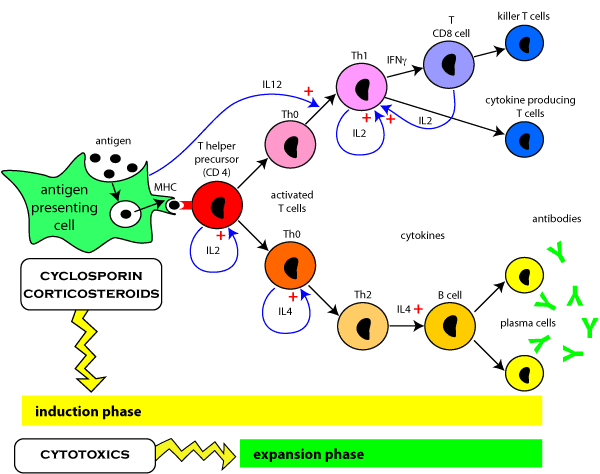 killer T cells
T
CD8 cell
IFNγ
Th1
IL12
+
Th0
cytokine producing
T cells
+
+
IL2
IL2
antigen
T helper
precursor
(CD 4)
MHC
antigen
presenting
cell
activated
T cells
+
IL2
Th0
cytokines
antibodies
CYCLOSPORIN
CORTICOSTEROIDS
+
IL4
Th2
IL4 +
B cell
plasma cells
induction phase
CYTOTOXICS
expansion phase